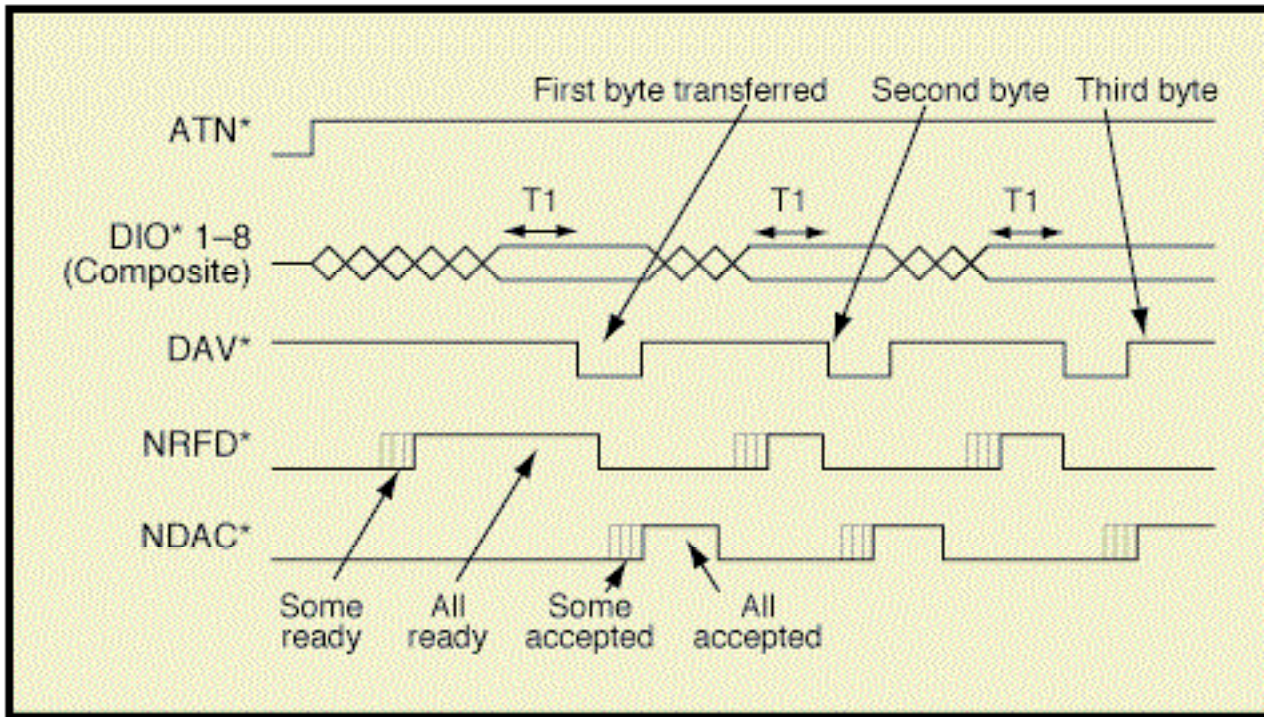 First byte transferred Second byte Third byte
ATN*
T1 T1 T1
DIO* 1–8
(Composite)
DAV*
NRFD*
NDAC*
Some ready
All ready
Some accepted
All accepted